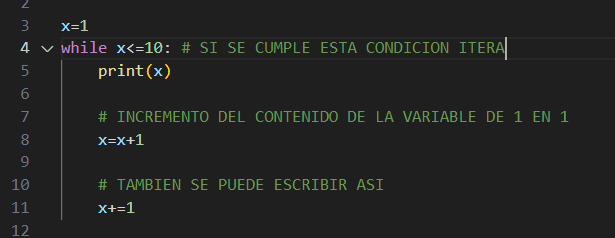 2
3 x=1
4 while x<=10: # SI SE CUMPLE ESTA CONDICION ITERA
5 print(x)
6
7 # INCREMENTO DEL CONTENIDO DE LA VARIABLE DE 1 EN 1
8 x=x+1
9
10 # TAMBIEN SE PUEDE ESCRIBIR ASI
11 x+=1
12